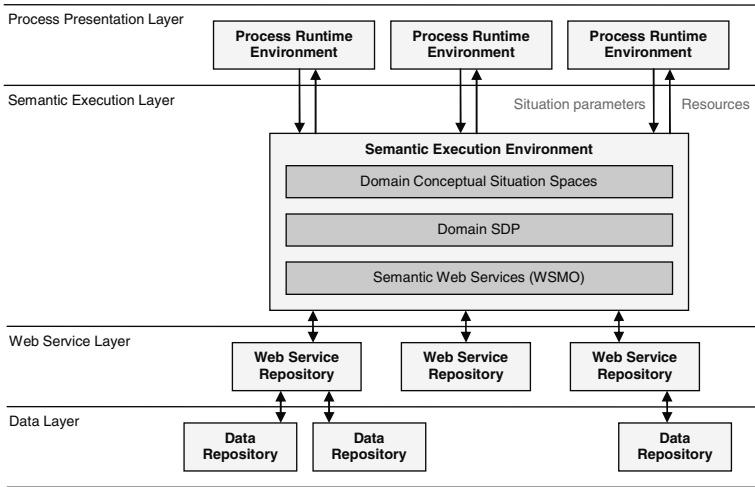 Process Presentation Layer
Process Runtime
Environment
Process Runtime
Environment
Process Runtime
Environment
Semantic Execution Layer
Situation parameters
Resources
Semantic Execution Environment
Domain Conceptual Situation Spaces
Domain SDP
Semantic Web Services (WSMO)
Web Service Layer
Web Service
Repository
Web Service
Repository
Web Service
Repository
Data Layer
Data
Repository
Data
Repository
Data
Repository